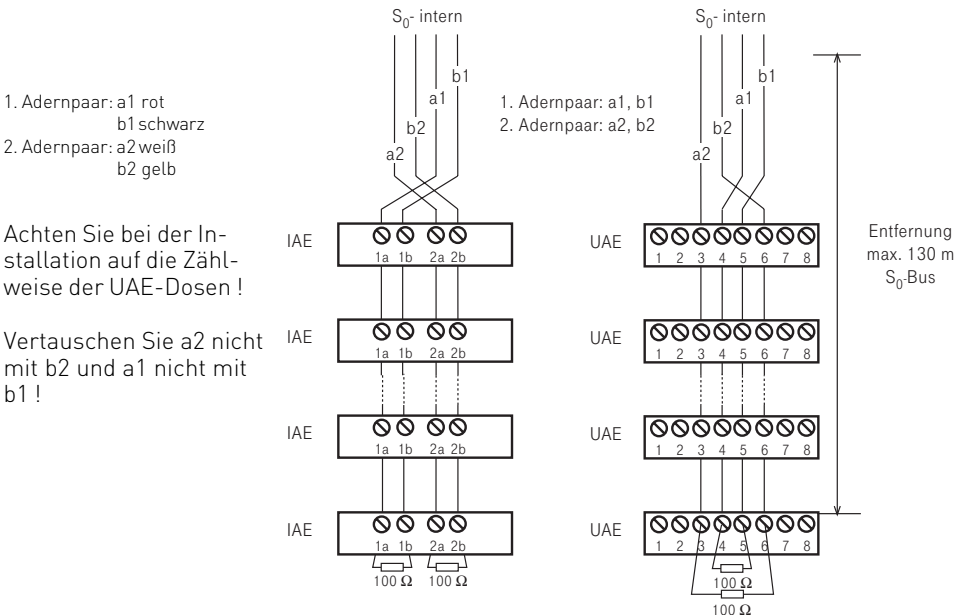 S0- intern
b1
a1
b2
a2
1. Adernpaar: a1 rot
b1 schwarz
2. Adernpaar: a2 weiß
b2 gelb
Achten Sie bei der In-
stallation auf die Zähl-
weise der UAE-Dosen !
Vertauschen Sie a2 nicht
mit b2 und a1 nicht mit
b1 !
IAE
1a 1b 2a 2b
IAE
1a 1b 2a 2b
IAE
1a 1b 2a 2b
IAE
1a 1b 2a 2b
100 Ω 100 Ω
S0- intern
b1
a1
b2
a2
1. Adernpaar: a1, b1
2. Adernpaar: a2, b2
UAE
1 2 3 4 5 6 7 8
UAE
1 2 3 4 5 6 7 8
UAE
1 2 3 4 5 6 7 8
UAE
1 2 3 4 5 6 7 8
100 Ω
100 Ω
Entfernung
max. 130 m
S0-Bus